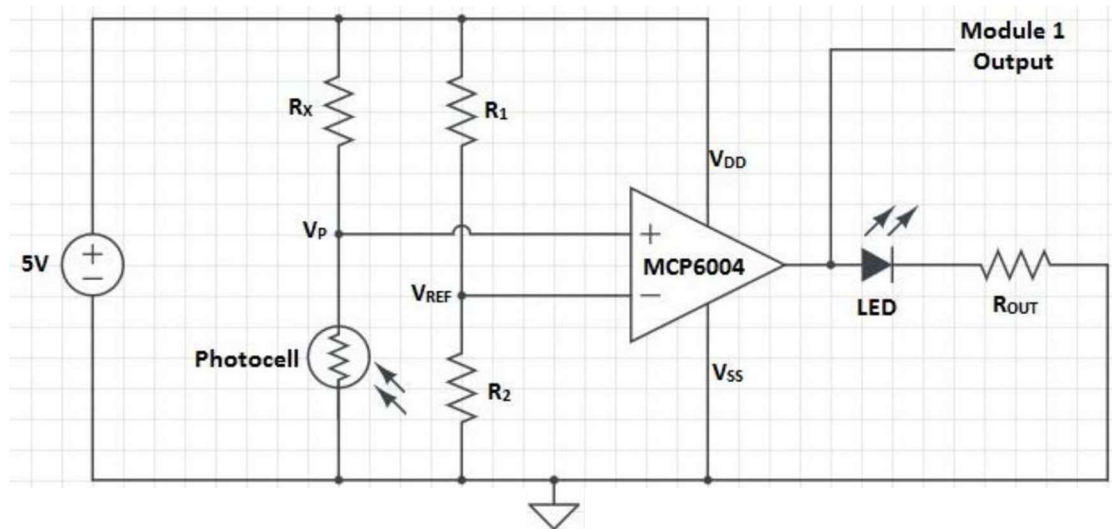 Module 1
Output
Rx
R1
VDD
VP
5V
+
−
+
MCP6004
−
VREF
LED
ROUT
Photocell
R2
VSS